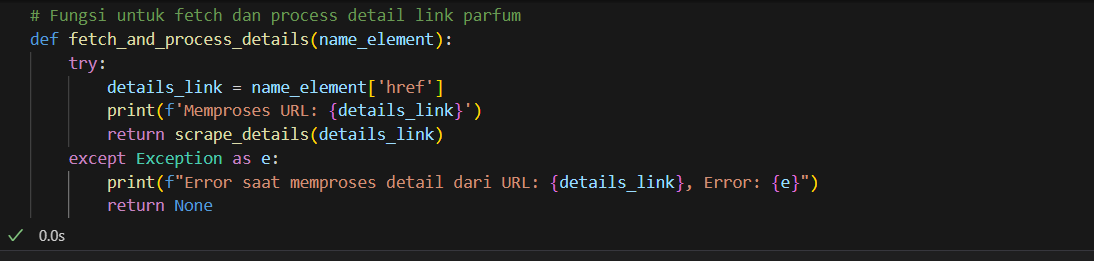 # Fungsi untuk fetch dan process detail link parfum
def fetch_and_process_details(name_element):
    try:
        details_link = name_element['href']
        print(f'Memproses URL: {details_link}')
        return scrape_details(details_link)
    except Exception as e:
        print(f"Error saat memproses detail dari URL: {details_link}, Error: {e}")
        return None
0.0s